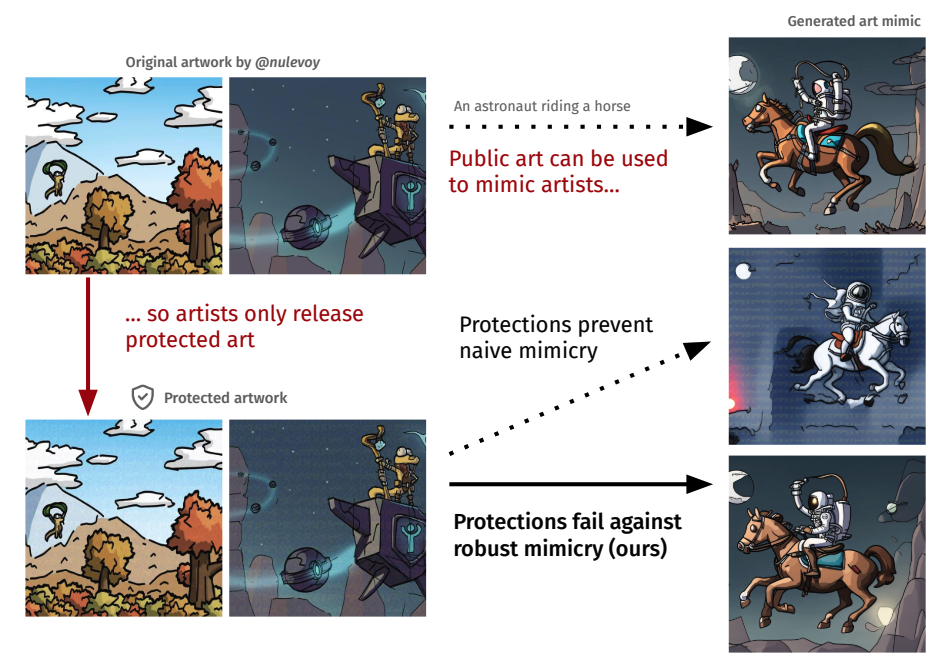 Generated art mimic
Original artwork by @nulevoy
An astronaut riding a horse
Public art can be used
to mimic artists...
... so artists only release
protected art
Protections prevent
naive mimicry
Protected artwork
Protections fail against
robust mimicry (ours)